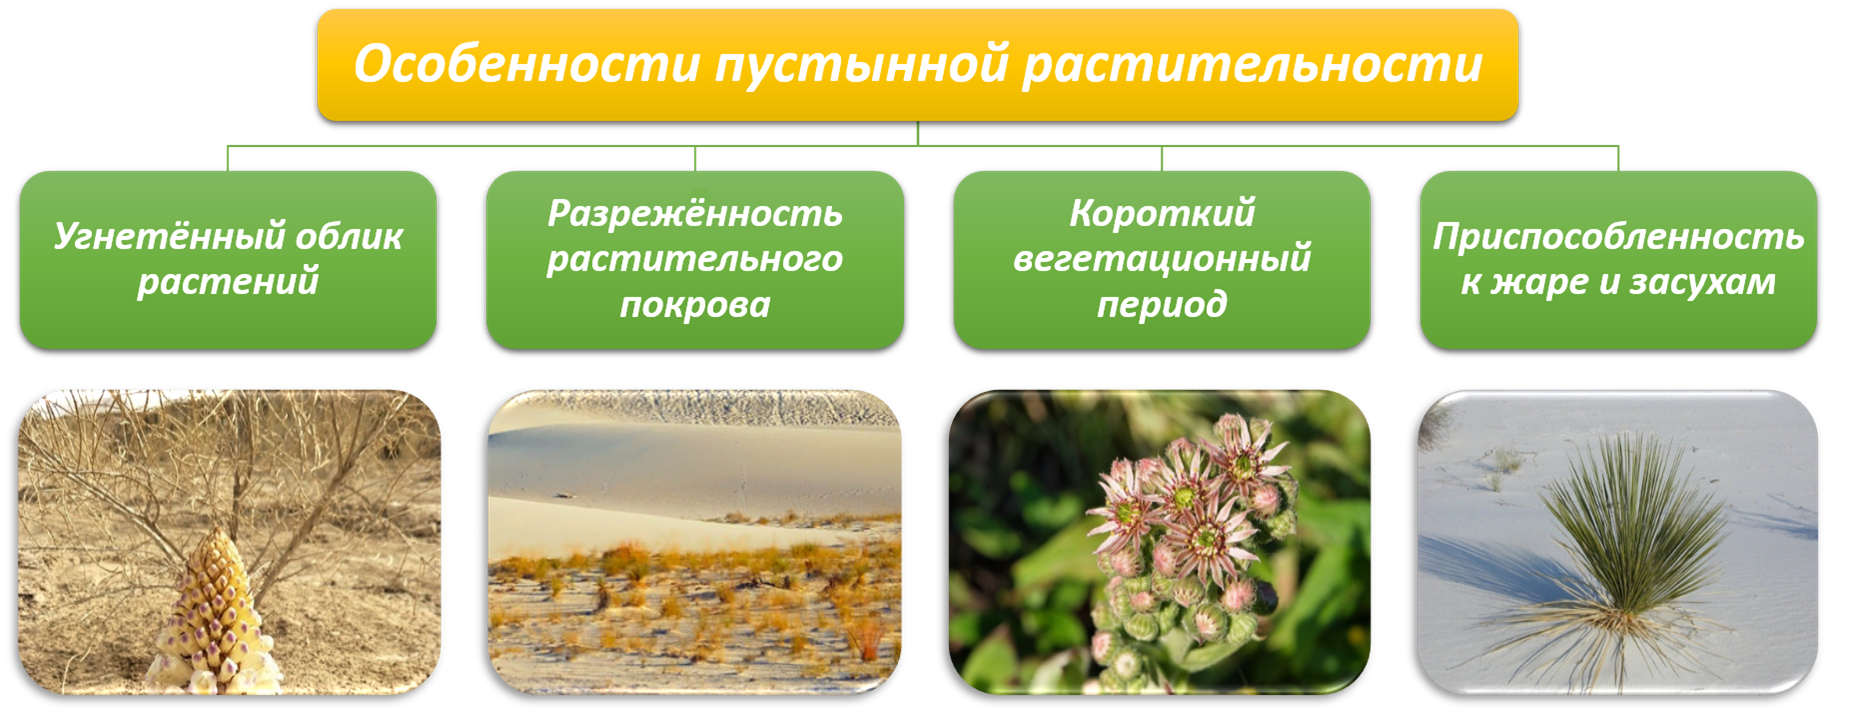 Особенности пустынной растительности
Угнетённый облик
растений
Разрежённость
растительного
покрова
Короткий
вегетационный
период
Приспособленность
к жаре и засухам